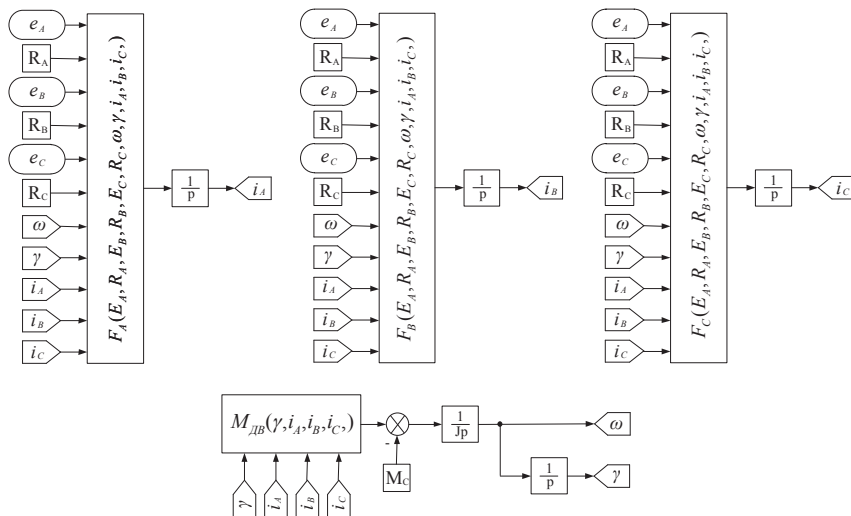 e_A
R_A
e_B
R_B
e_C
R_C
ω
γ
i_A
i_B
i_C
F_A(E_A,R_A,E_B,R_B,E_C,R_C,ω,γ,i_A,i_B,i_C,)
1
p
i_A
e_A
R_A
e_B
R_B
e_C
R_C
ω
γ
i_A
i_B
i_C
F_B(E_A,R_A,E_B,R_B,E_C,R_C,ω,γ,i_A,i_B,i_C,)
1
p
i_B
e_A
R_A
e_B
R_B
e_C
R_C
ω
γ
i_A
i_B
i_C
F_C(E_A,R_A,E_B,R_B,E_C,R_C,ω,γ,i_A,i_B,i_C,)
1
p
i_C
M_ДВ(γ,i_A,i_B,i_C,)
-
M_C
1
Jp
ω
1
p
γ
γ
i_A
i_B
i_C